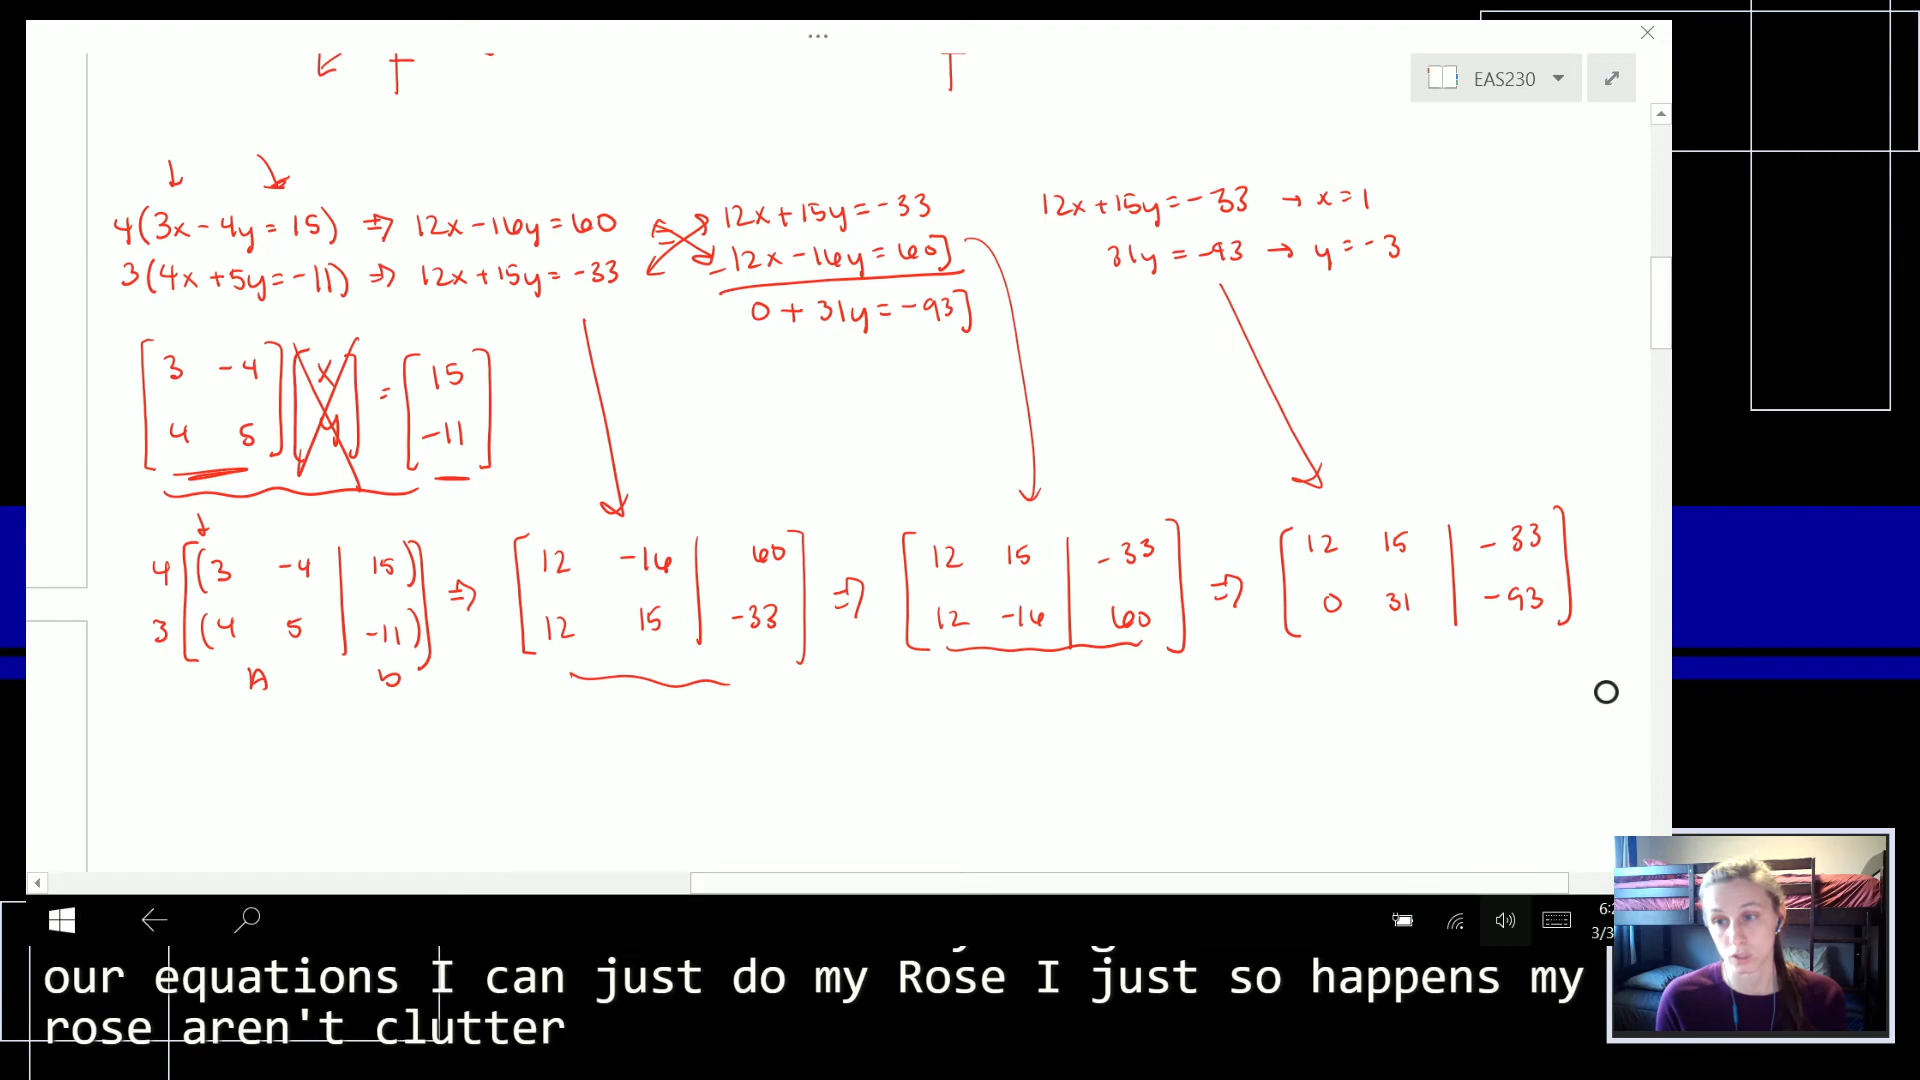 EAS230
4(3x - 4y = 15) ⇒ 12x - 16y = 60
3(4x + 5y = -11) ⇒ 12x + 15y = -33
12x + 15y = -33
-12x - 16y = 60]
0 + 31y = -93]
12x + 15y = -33 → x = 1
31y = -93 → y = -3
[3 -4] [x] = [15]
[4 5] [y] [-11]
4 [(3 -4 | 15)] ⇒ [12 -16 | 60] ⇒ [12 15 | -33] ⇒ [12 15 | -33]
3 [(4 5 | -11)] [12 15 | -33] [12 -16 | 60] [0 31 | -93]
A b
6:
3/3
our equations I can just do my Rose I just so happens my
rose aren't clutter